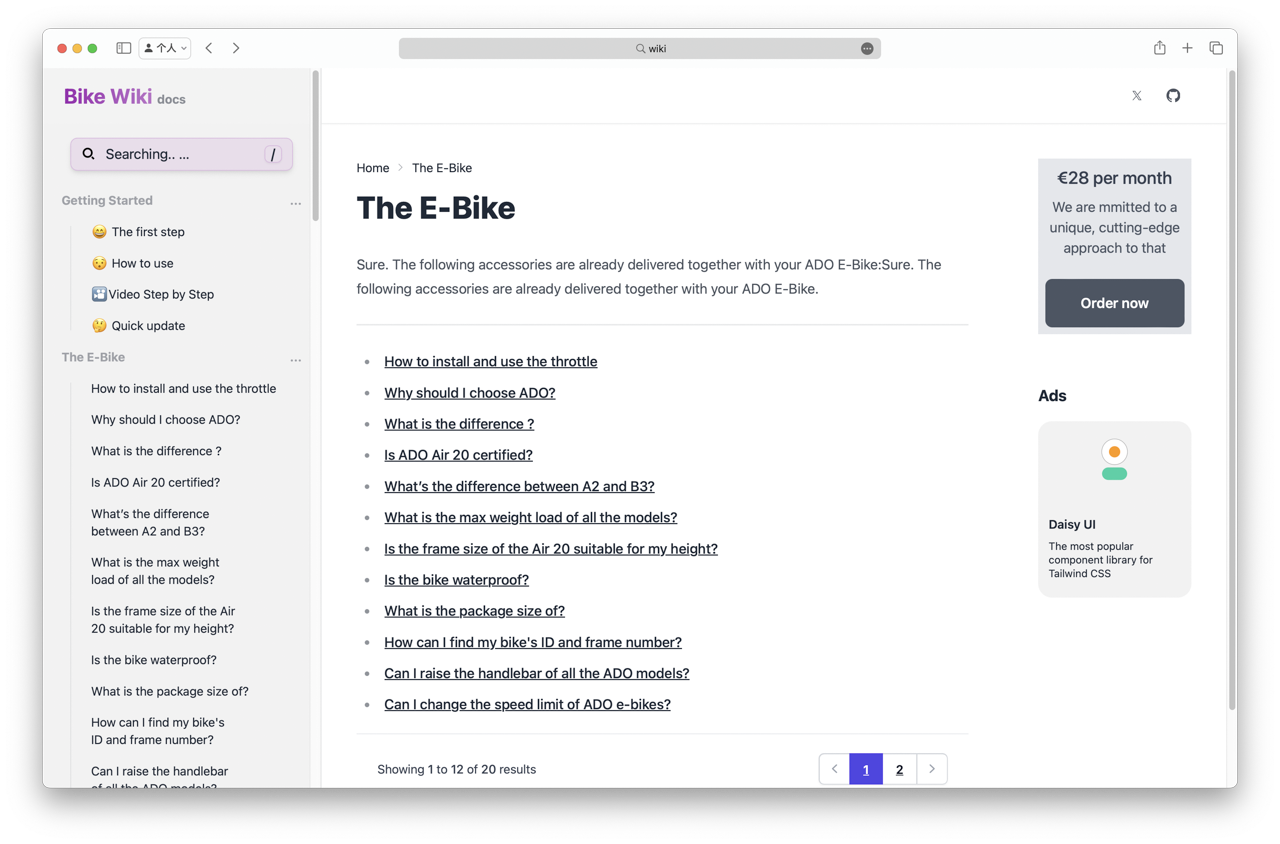 个人
wiki
Bike Wiki docs
Searching.. ...
/
Getting Started
...
😄 The first step
😯 How to use
🎦Video Step by Step
🤔 Quick update
The E-Bike
...
How to install and use the throttle
Why should I choose ADO?
What is the difference ?
Is ADO Air 20 certified?
What's the difference
between A2 and B3?
What is the max weight
load of all the models?
Is the frame size of the Air
20 suitable for my height?
Is the bike waterproof?
What is the package size of?
How can I find my bike's
ID and frame number?
Can I raise the handlebar
of all the ADO models?
𝕏
Home > The E-Bike
The E-Bike
Sure. The following accessories are already delivered together with your ADO E-Bike:Sure. The
following accessories are already delivered together with your ADO E-Bike.
• How to install and use the throttle
• Why should I choose ADO?
• What is the difference ?
• Is ADO Air 20 certified?
• What's the difference between A2 and B3?
• What is the max weight load of all the models?
• Is the frame size of the Air 20 suitable for my height?
• Is the bike waterproof?
• What is the package size of?
• How can I find my bike's ID and frame number?
• Can I raise the handlebar of all the ADO models?
• Can I change the speed limit of ADO e-bikes?
Showing 1 to 12 of 20 results
< 1 2 >
€28 per month
We are mmitted to a
unique, cutting-edge
approach to that
Order now
Ads
Daisy UI
The most popular
component library for
Tailwind CSS